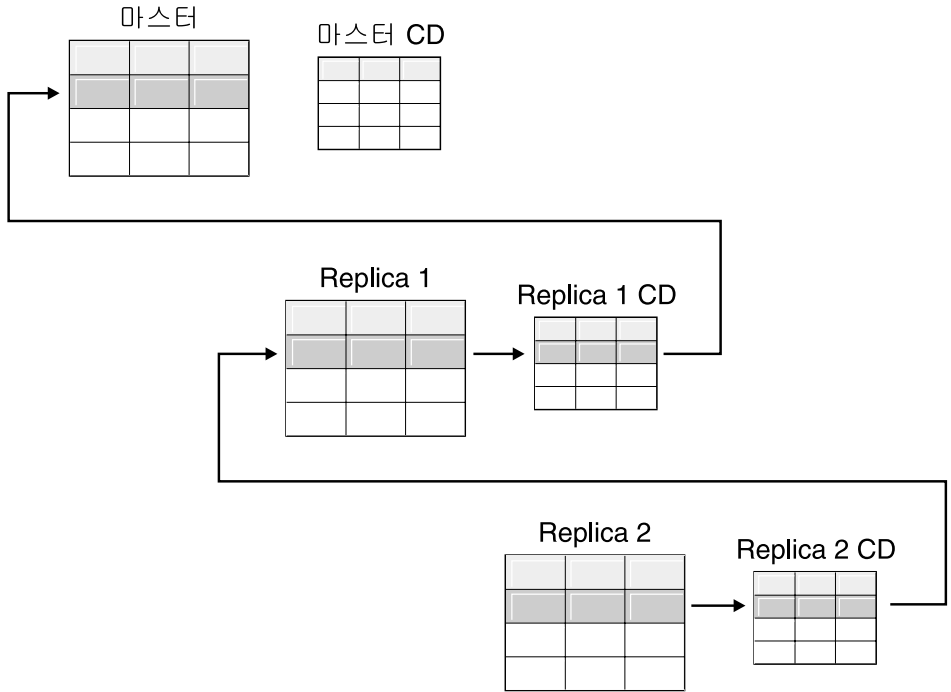 마스터
마스터 CD
Replica 1
Replica 1 CD
Replica 2
Replica 2 CD